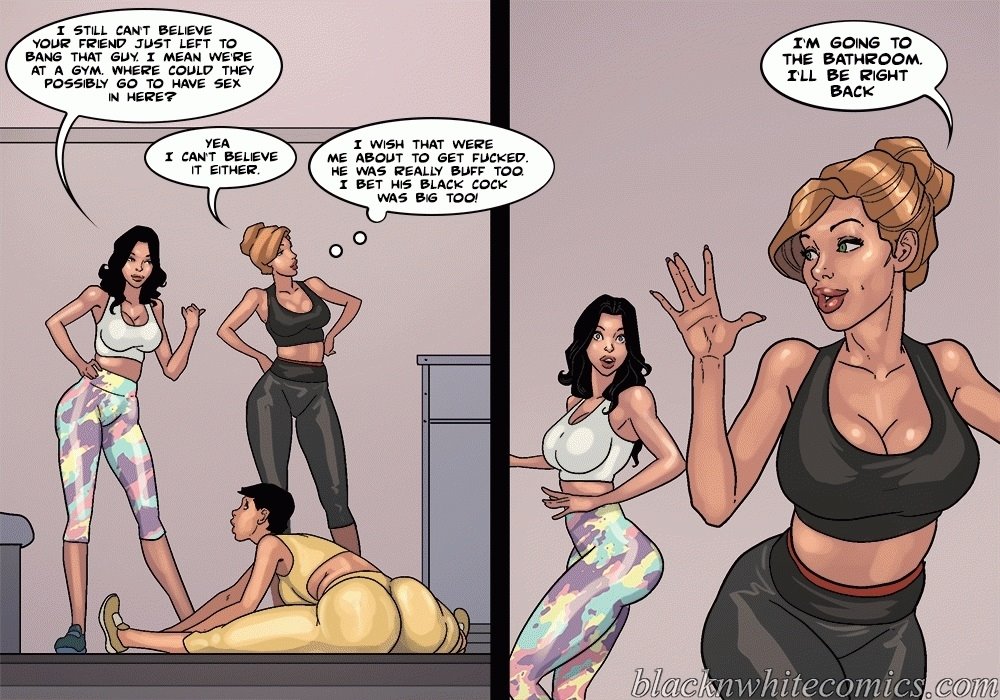 I STILL CAN'T BELIEVE
YOUR FRIEND JUST LEFT TO
BANG THAT GUY. I MEAN WE'RE
AT A GYM. WHERE COULD THEY
POSSIBLY GO TO HAVE SEX
IN HERE?
YEA
I CAN'T BELIEVE
IT EITHER.
I WISH THAT WERE
ME ABOUT TO GET FUCKED.
HE WAS REALLY BUFF TOO.
I BET HIS BLACK COCK
WAS BIG TOO!
I'M GOING TO
THE BATHROOM.
I'LL BE RIGHT
BACK
blacknwhitecomics.com